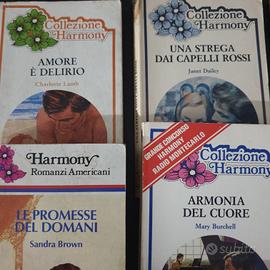 Collezione
Harmony
AMORE
È DELIRIO
Charlotte Lamb
Collezione
Harmony
UNA STREGA
DAI CAPELLI ROSSI
Janet Dailey
Harmony
Romanzi Americani
LE PROMESSE
DEL DOMANI
Sandra Brown
GRANDE CONCORSO
HARMONY
RADIO MONTECARLO
Collezione
Harmony
ARMONIA
DEL CUORE
Mary Burchell
subito